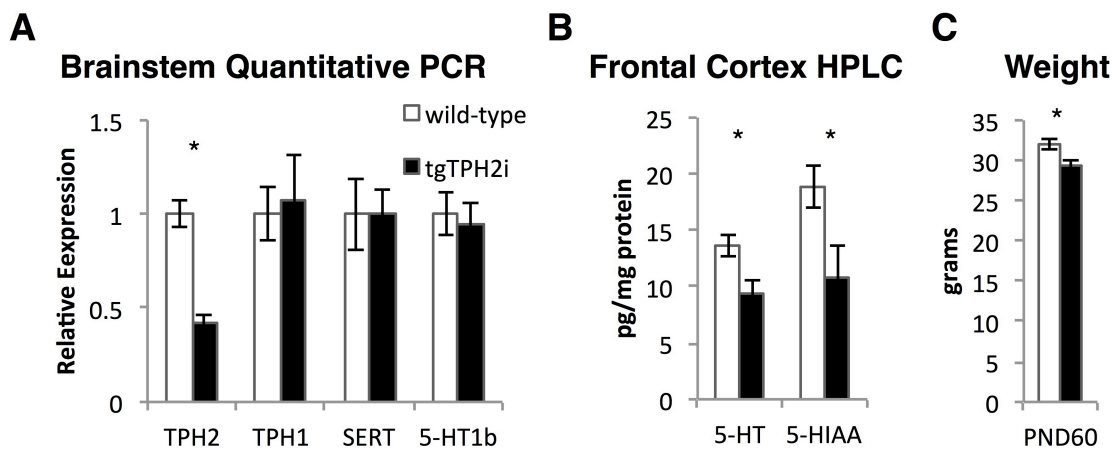 A
Brainstem Quantitative PCR
wild-type
tgTPH2i
Relative Eexpression
1.5
1
0.5
0
*
TPH2 TPH1 SERT 5-HT1b
B
Frontal Cortex HPLC
pg/mg protein
25
20
15
10
5
0
* *
5-HT 5-HIAA
C
Weight
grams
35
30
25
20
15
10
5
0
*
PND60